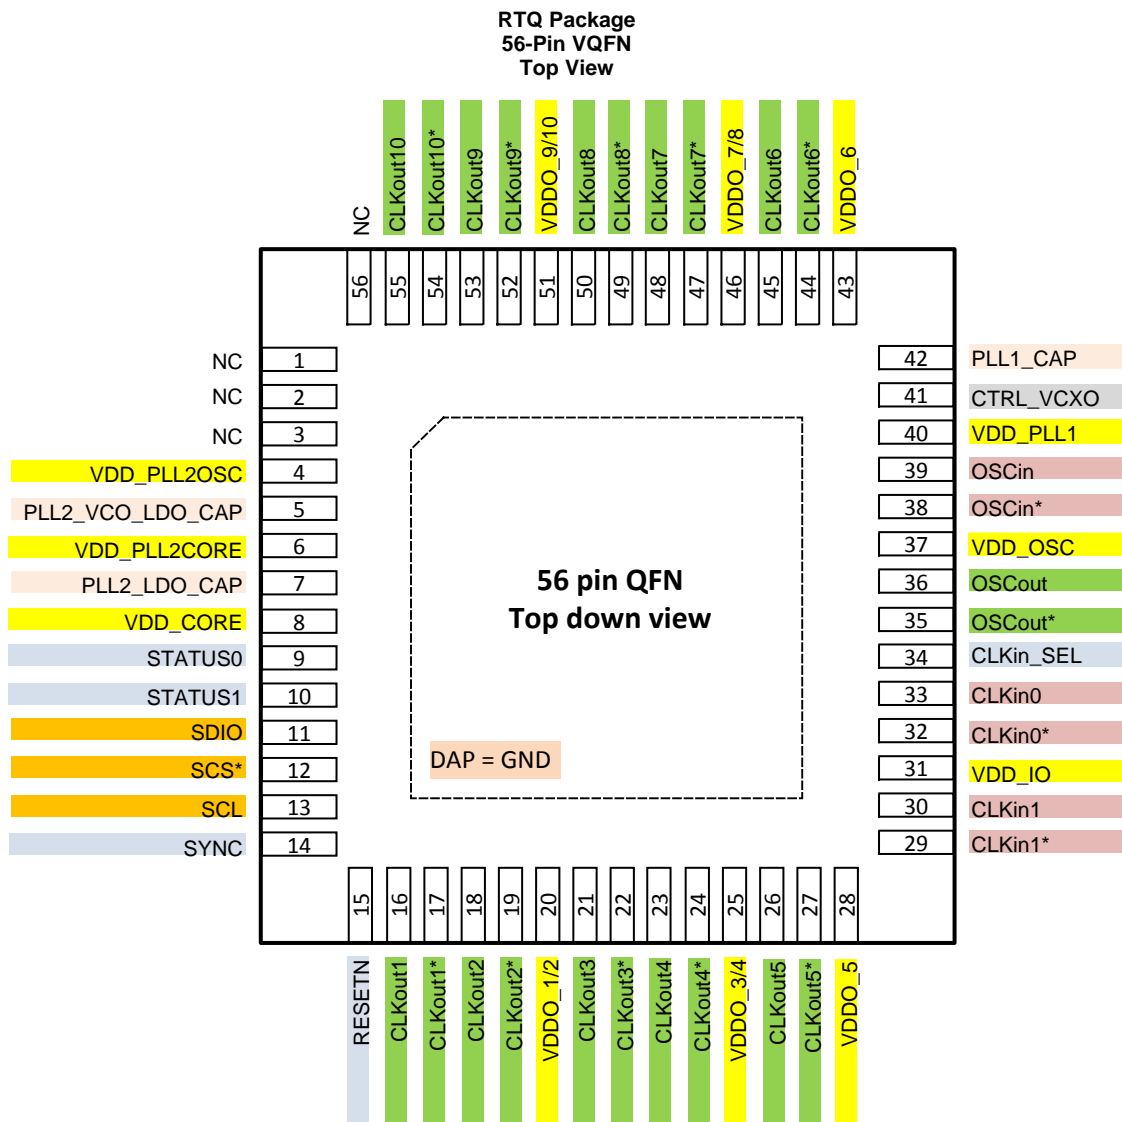 RTQ Package
56-Pin VQFN
Top View
NC
CLKout10
CLKout10*
CLKout9
CLKout9*
VDDO_9/10
CLKout8
CLKout8*
CLKout7
CLKout7*
VDDO_7/8
CLKout6
CLKout6*
VDDO_6
56
55
54
53
52
51
50
49
48
47
46
45
44
43
NC 1
NC 2
NC 3
VDD_PLL2OSC 4
PLL2_VCO_LDO_CAP 5
VDD_PLL2CORE 6
PLL2_LDO_CAP 7
VDD_CORE 8
STATUS0 9
STATUS1 10
SDIO 11
SCS* 12
SCL 13
SYNC 14
56 pin QFN
Top down view
DAP = GND
42 PLL1_CAP
41 CTRL_VCXO
40 VDD_PLL1
39 OSCin
38 OSCin*
37 VDD_OSC
36 OSCout
35 OSCout*
34 CLKin_SEL
33 CLKin0
32 CLKin0*
31 VDD_IO
30 CLKin1
29 CLKin1*
15
16
17
18
19
20
21
22
23
24
25
26
27
28
RESETN
CLKout1
CLKout1*
CLKout2
CLKout2*
VDDO_1/2
CLKout3
CLKout3*
CLKout4
CLKout4*
VDDO_3/4
CLKout5
CLKout5*
VDDO_5